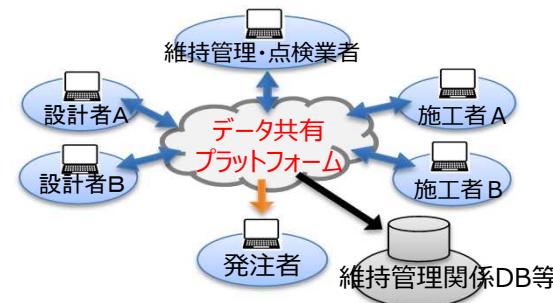 維持管理・点検業者
設計者A
施工者A
データ共有
プラットフォーム
設計者B
施工者B
発注者
維持管理関係DB等